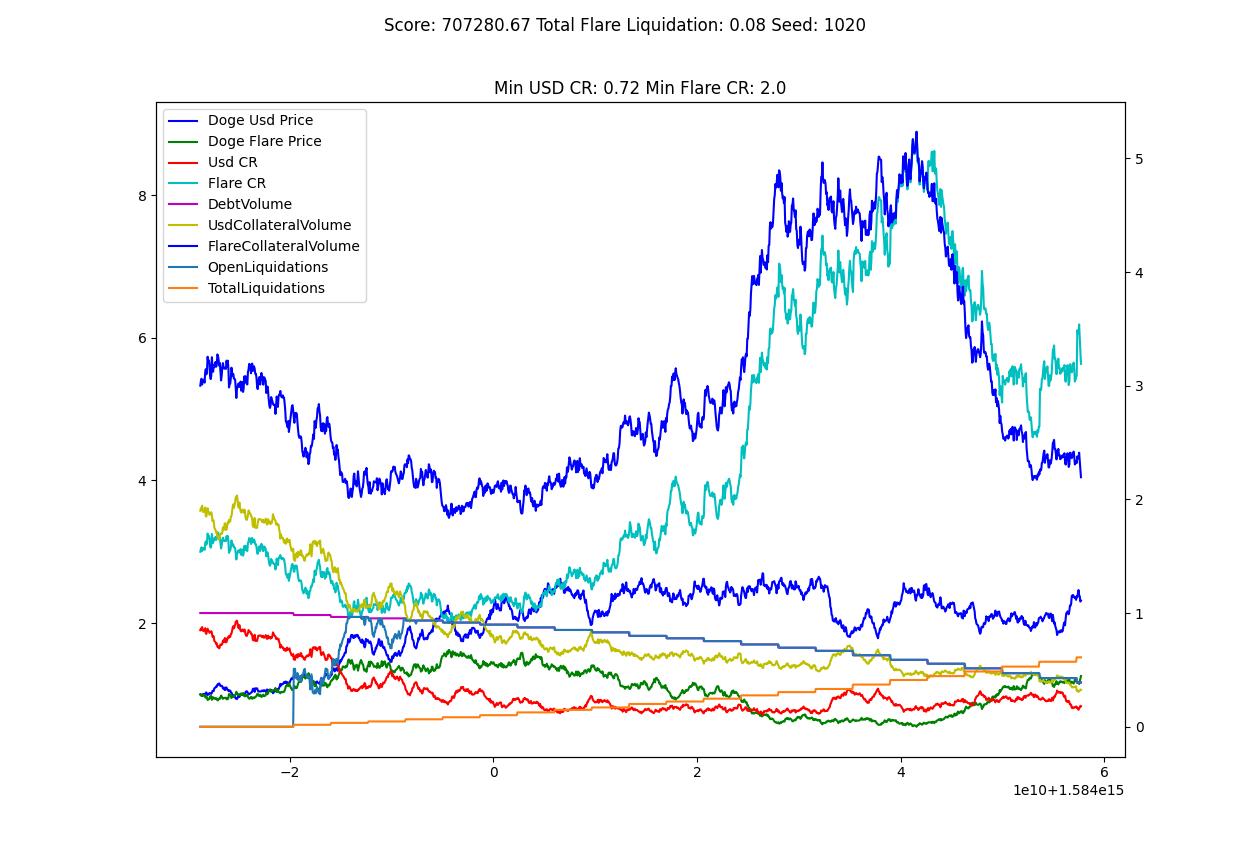 Score: 707280.67 Total Flare Liquidation: 0.08 Seed: 1020
Min USD CR: 0.72 Min Flare CR: 2.0
Doge Usd Price
Doge Flare Price
Usd CR
Flare CR
DebtVolume
UsdCollateralVolume
FlareCollateralVolume
OpenLiquidations
TotalLiquidations
8
6
4
2
5
4
3
2
1
0
−2
0
2
4
6
1e10+1.584e15